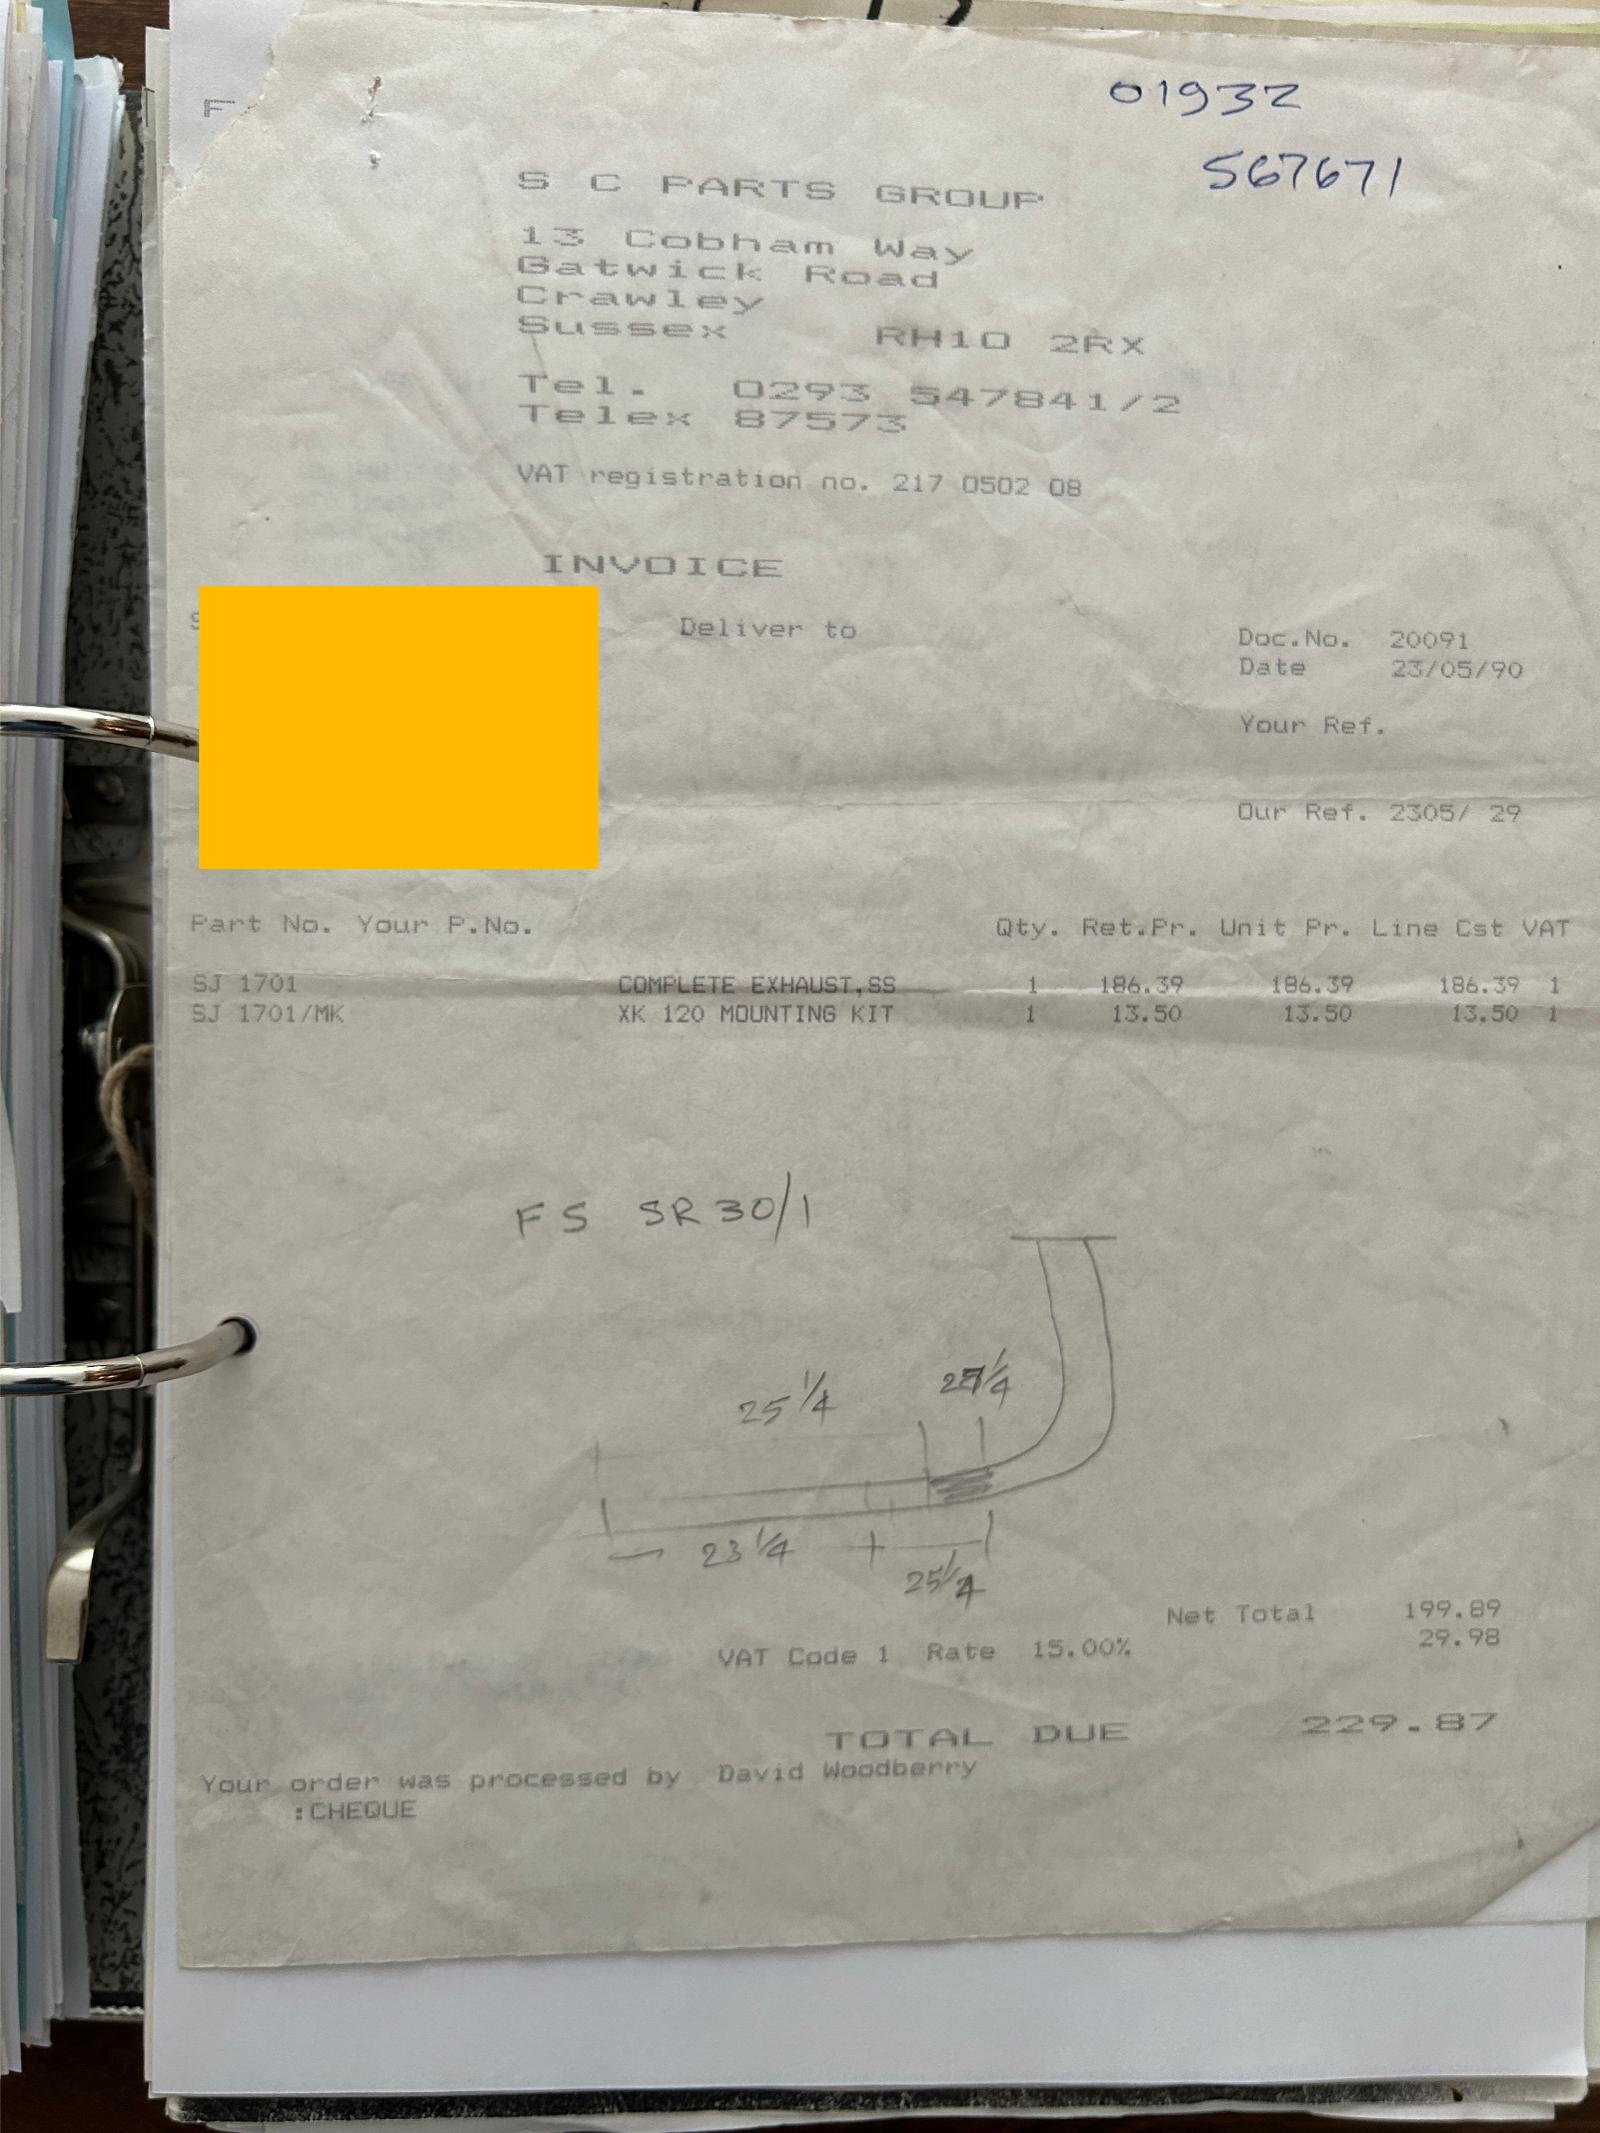 01932
567671
S C PARTS GROUP
13 Cobham Way
Gatwick Road
Crawley
Sussex RH10 2RX
Tel. 0293 547841/2
Telex 87573
VAT registration no. 217 0502 08
INVOICE
Deliver to
Doc.No. 20091
Date 23/05/90
Your Ref.
Our Ref. 2305/ 29
Part No. Your P.No. Qty. Ret.Pr. Unit Pr. Line Cst VAT
SJ 1701 COMPLETE EXHAUST,SS 1 186.39 186.39 186.39 1
SJ 1701/MK XK 120 MOUNTING KIT 1 13.50 13.50 13.50 1
FS SR30/1
25 1/4
23 1/4
25 1/4
Net Total 199.89
VAT Code 1 Rate 15.00% 29.98
TOTAL DUE 229.87
Your order was processed by David Woodberry
:CHEQUE